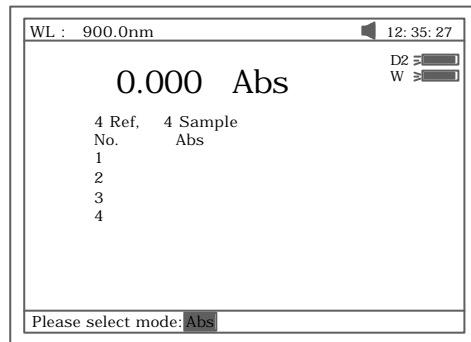 WL : 900.0nm 12: 35: 27
D2
W
0.000 Abs
4 Ref, 4 Sample
No. Abs
1
2
3
4
Please select mode: Abs